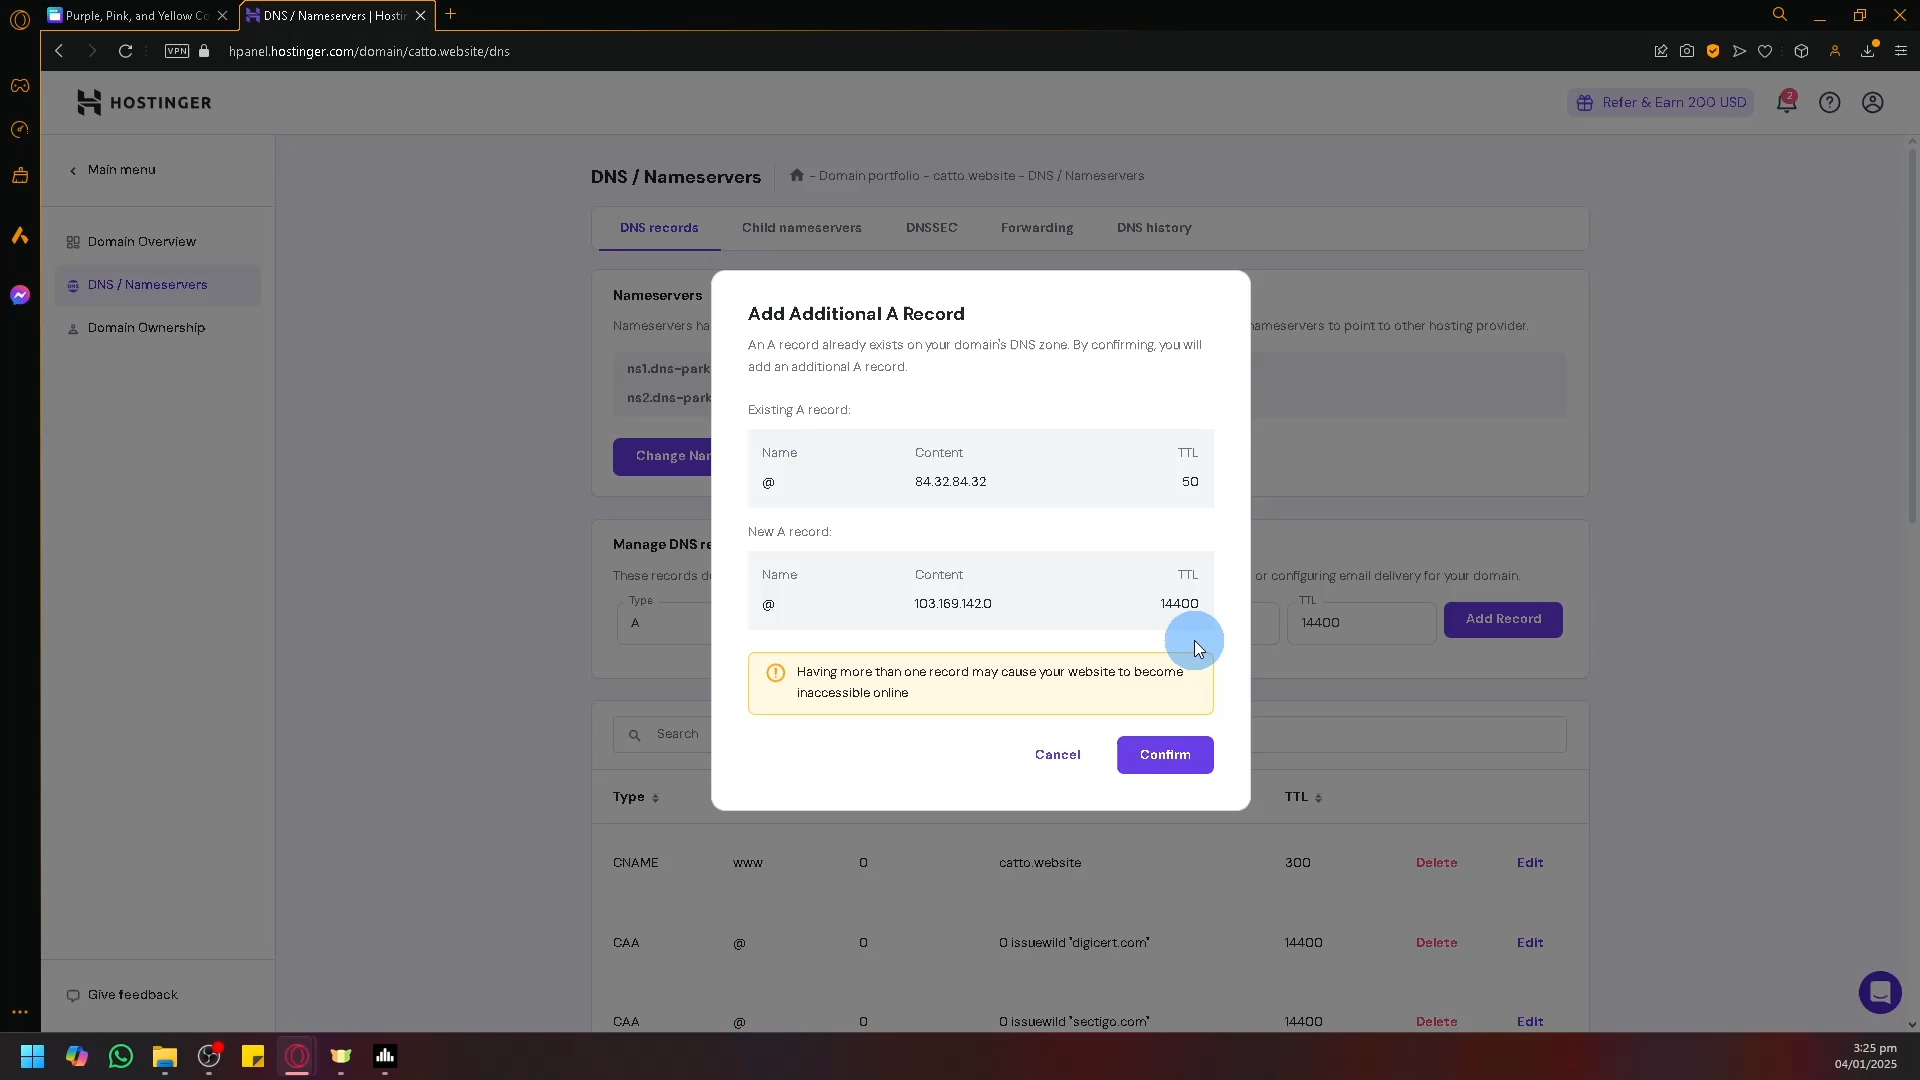 Purple, Pink, and Yellow Co
DNS / Nameservers | Hostin
VPN
hpanel.hostinger.com/domain/catto.website/dns
HOSTINGER
Refer & Earn 200 USD
2
Main menu
DNS / Nameservers
- Domain portfolio - catto.website - DNS / Nameservers
Domain Overview
DNS / Nameservers
Domain Ownership
DNS records
Child nameservers
DNSSEC
Forwarding
DNS history
Nameservers
Nameservers ha
ameservers to point to other hosting provider.
ns1.dns-park
ns2.dns-park
Change Nar
Add Additional A Record
An A record already exists on your domain's DNS zone. By confirming, you will
add an additional A record.
Existing A record:
Name Content TTL
@ 84.32.84.32 50
New A record:
Name Content TTL
@ 103.169.142.0 14400
Having more than one record may cause your website to become
inaccessible online
Cancel
Confirm
Manage DNS re
These records d
or configuring email delivery for your domain.
Type
A
TTL
14400
Add Record
Search
Type
TTL
CNAME www 0 catto.website 300 Delete Edit
CAA @ 0 0 issuewild "digicert.com" 14400 Delete Edit
CAA @ 0 0 issuewild "sectigo.com" 14400 Delete Edit
Give feedback
3:25 pm
04/01/2025